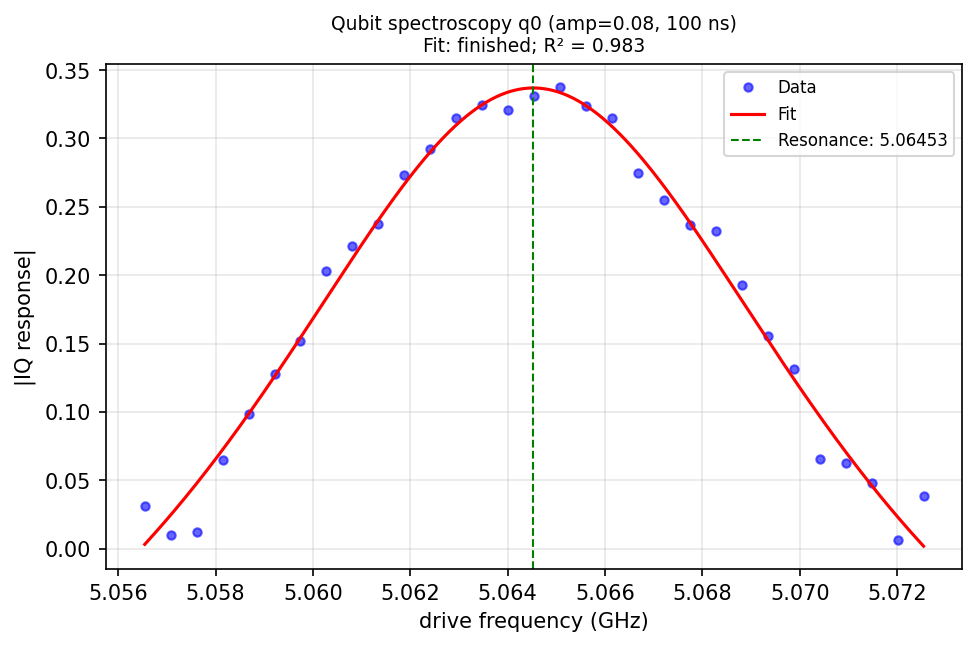 Qubit spectroscopy q0 (amp=0.08, 100 ns)
Fit: finished; R² = 0.983
|IQ response|
0.35
0.30
0.25
0.20
0.15
0.10
0.05
0.00
Data
Fit
Resonance: 5.06453
5.056 5.058 5.060 5.062 5.064 5.066 5.068 5.070 5.072
drive frequency (GHz)